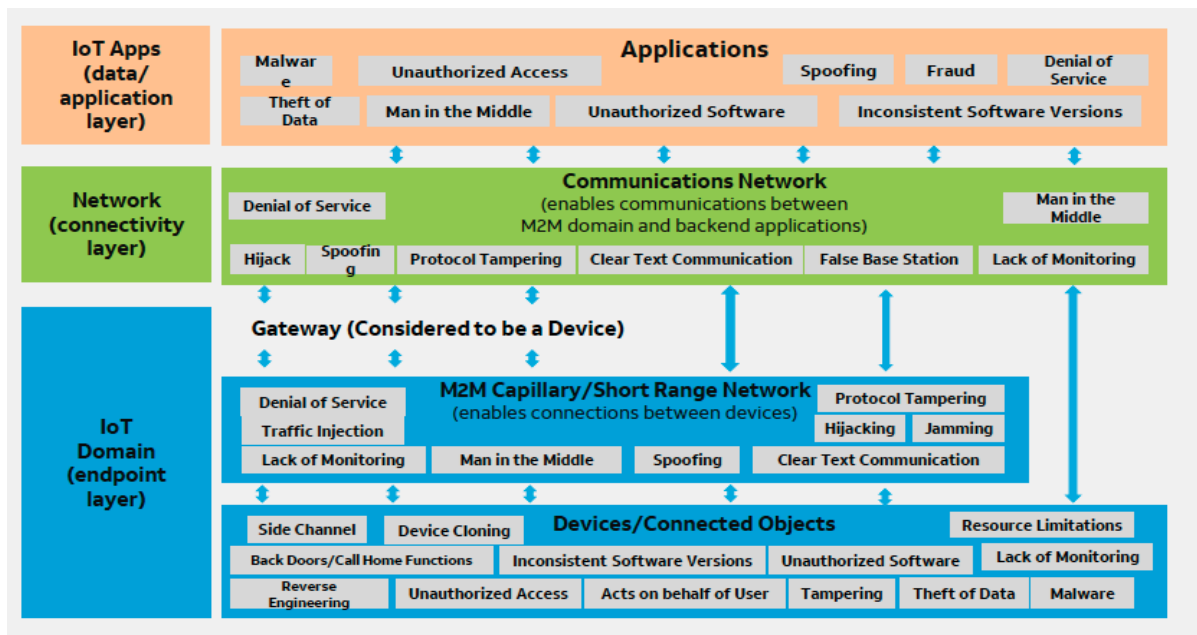 IoT Apps
(data/
application
layer)
Applications
Malwar
e
Unauthorized Access
Spoofing
Fraud
Denial of
Service
Theft of
Data
Man in the Middle
Unauthorized Software
Inconsistent Software Versions
Network
(connectivity
layer)
Communications Network
(enables communications between
M2M domain and backend applications)
Denial of Service
Man in the
Middle
Hijack
Spoofin
g
Protocol Tampering
Clear Text Communication
False Base Station
Lack of Monitoring
Gateway (Considered to be a Device)
IoT
Domain
(endpoint
layer)
M2M Capillary/Short Range Network
(enables connections between devices)
Denial of Service
Protocol Tampering
Traffic Injection
Hijacking
Jamming
Lack of Monitoring
Man in the Middle
Spoofing
Clear Text Communication
Devices/Connected Objects
Side Channel
Device Cloning
Resource Limitations
Back Doors/Call Home Functions
Inconsistent Software Versions
Unauthorized Software
Lack of Monitoring
Reverse
Engineering
Unauthorized Access
Acts on behalf of User
Tampering
Theft of Data
Malware